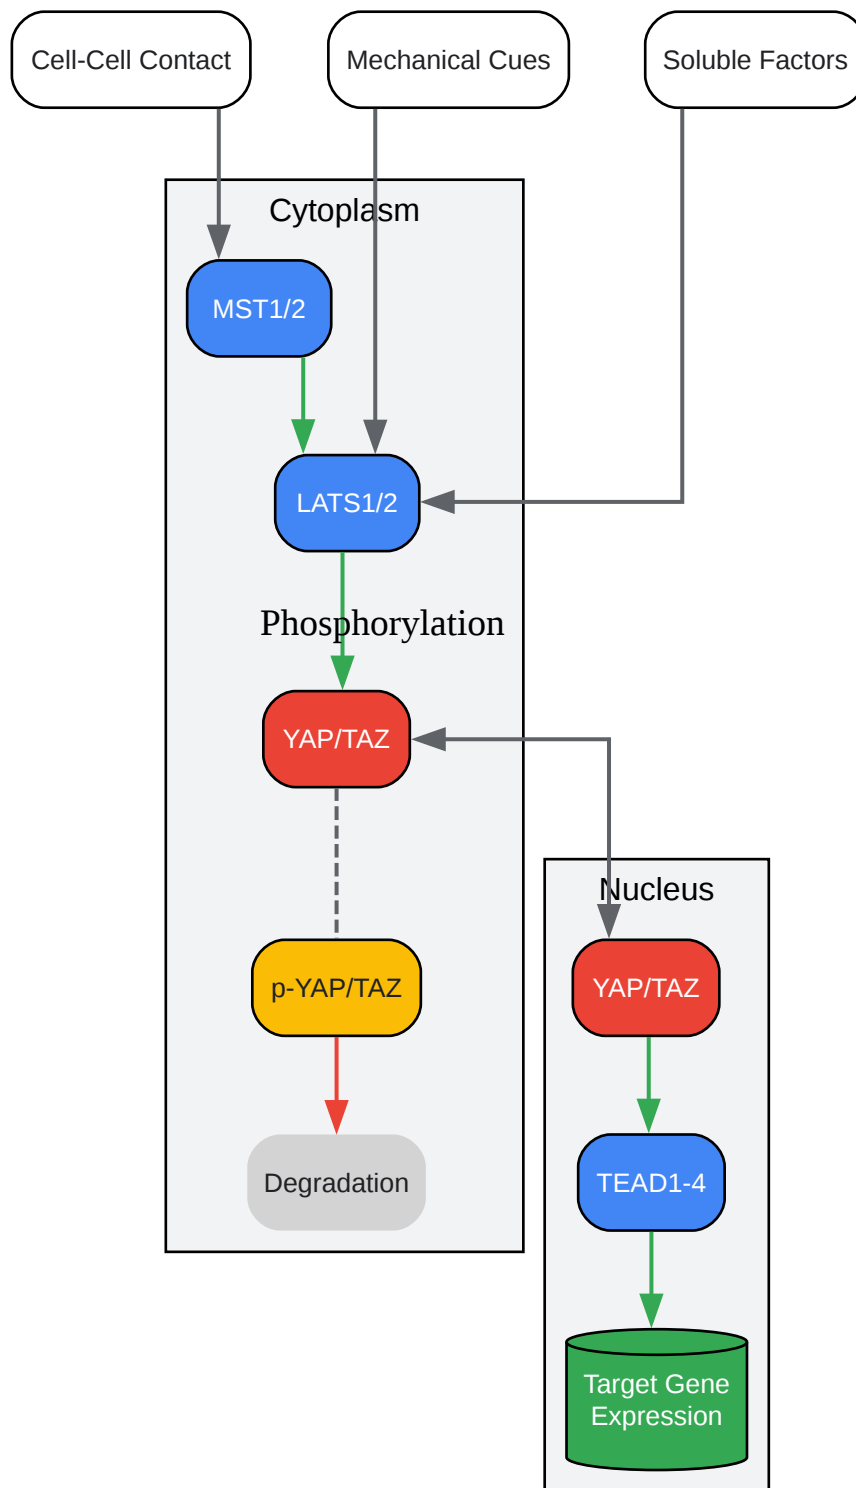 Cell-Cell Contact
Mechanical Cues
Soluble Factors
Cytoplasm
MST1/2
LATS1/2
Phosphorylation
YAP/TAZ
p-YAP/TAZ
Degradation
Nucleus
YAP/TAZ
TEAD1-4
Target Gene
Expression